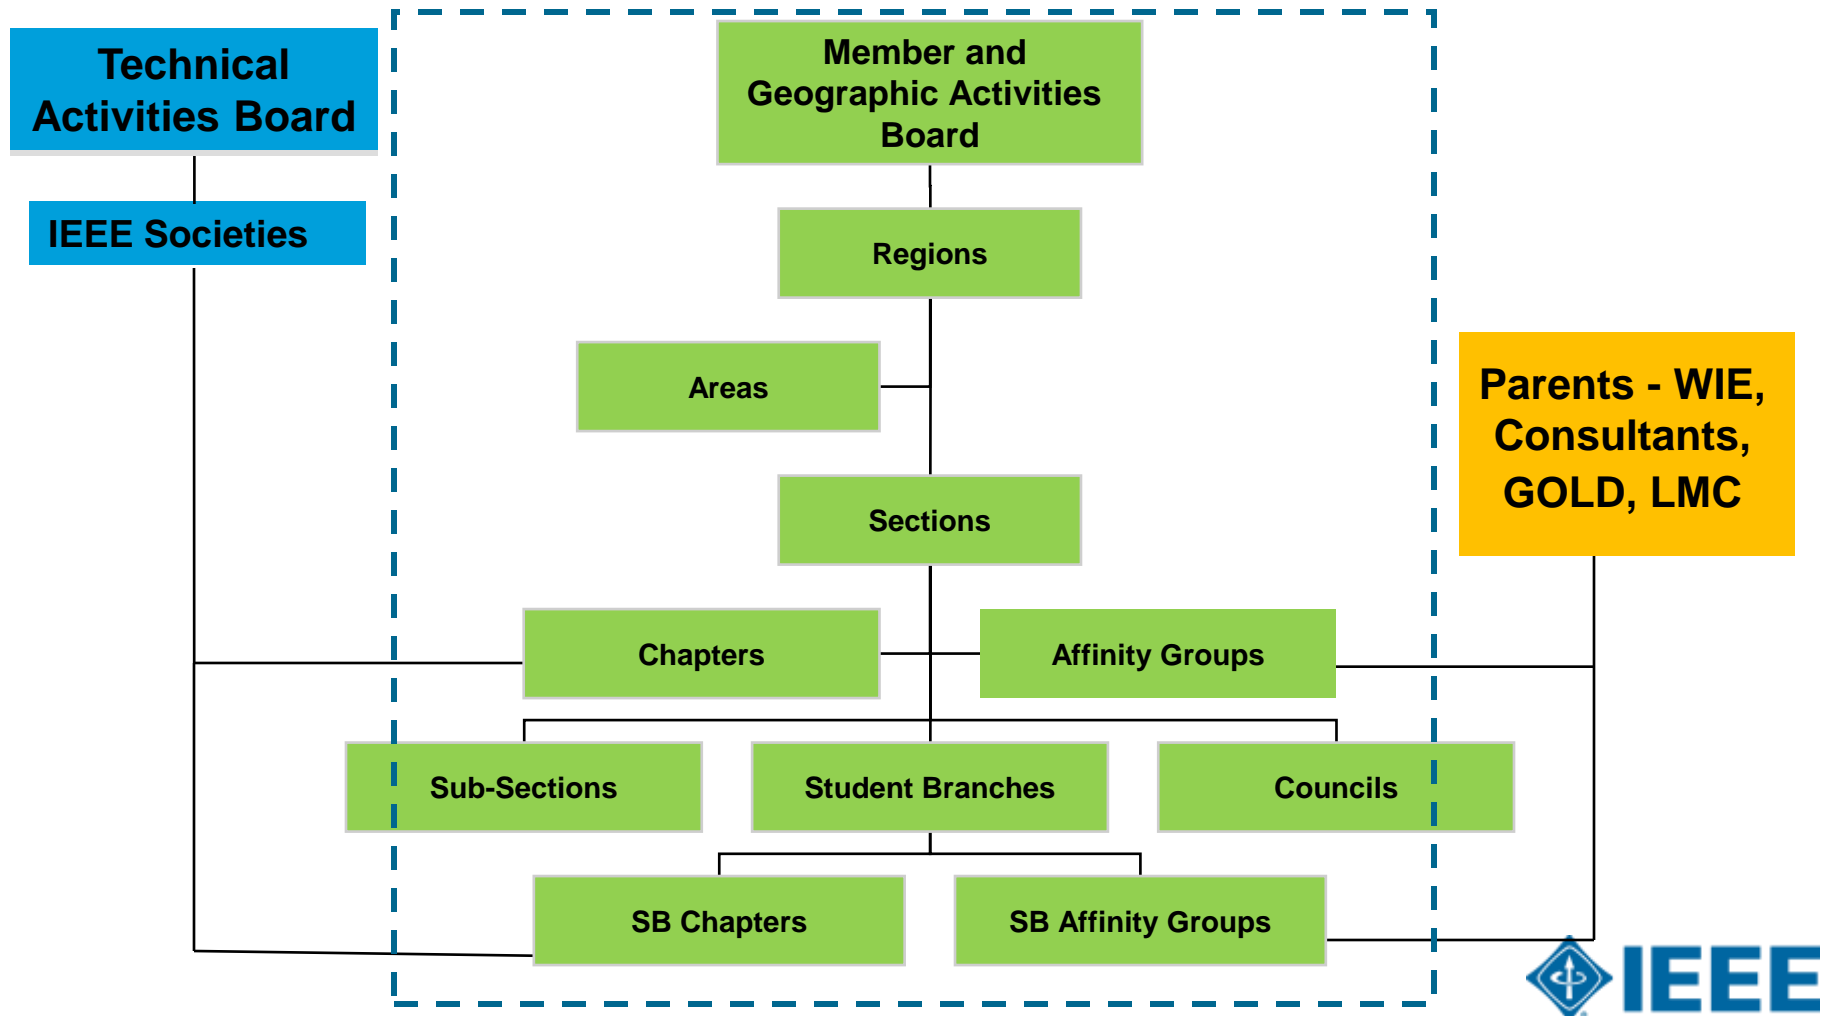 Technical
Activities Board
IEEE Societies
Member and
Geographic Activities
Board
Regions
Areas
Sections
Chapters
Affinity Groups
Sub-Sections
Student Branches
Councils
SB Chapters
SB Affinity Groups
Parents - WIE,
Consultants,
GOLD, LMC
IEEE